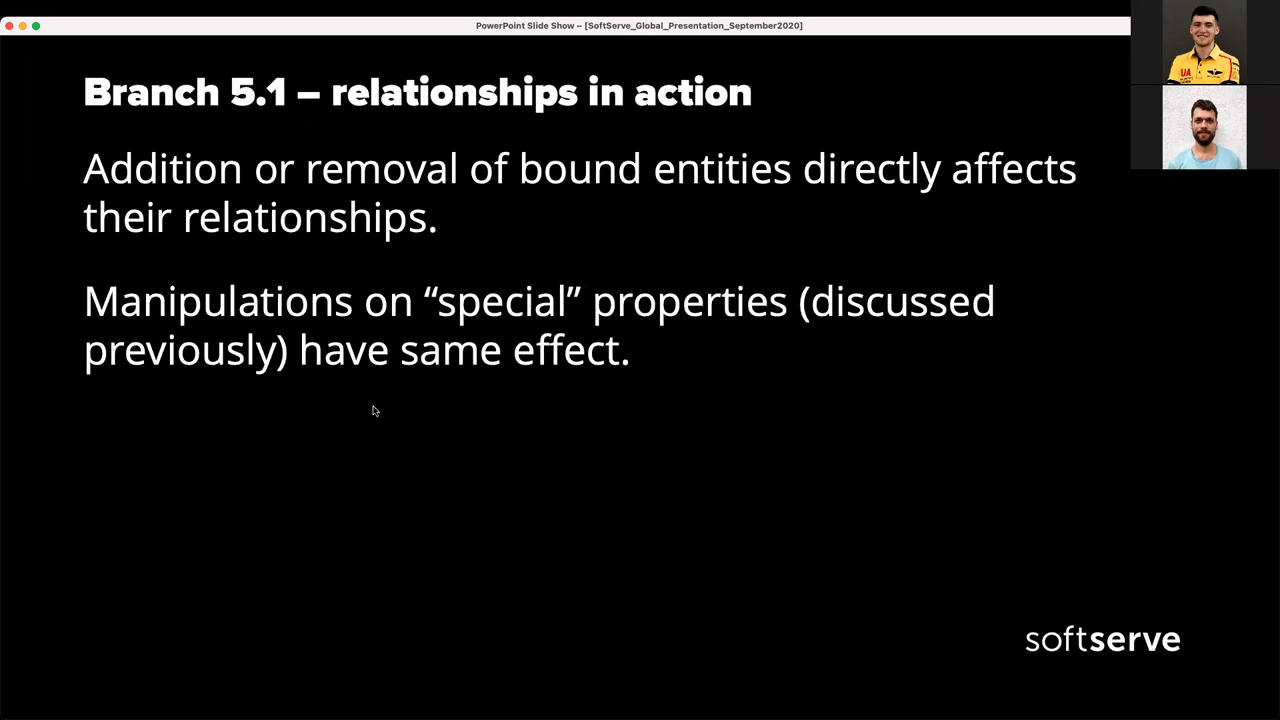 PowerPoint Slide Show – [SoftServe_Global_Presentation_September2020]
Branch 5.1 – relationships in action
Addition or removal of bound entities directly affects
their relationships.
Manipulations on “special” properties (discussed
previously) have same effect.
softserve
UA